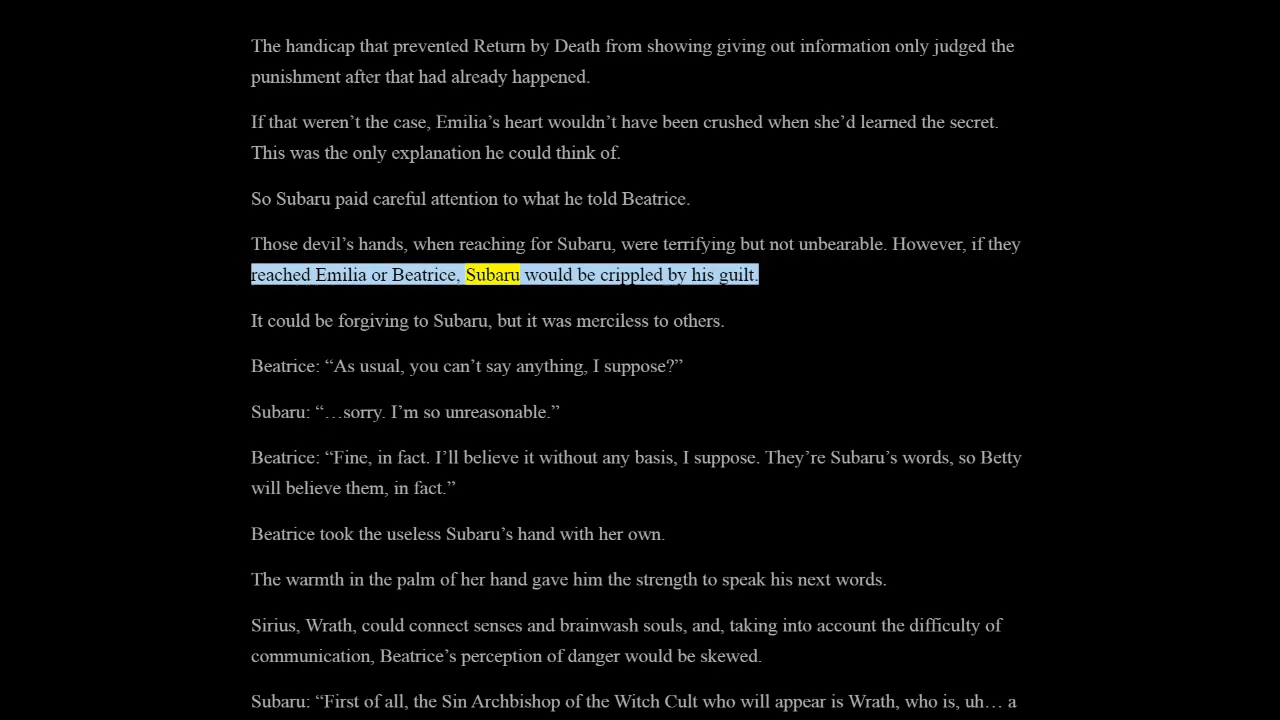 The handicap that prevented Return by Death from showing giving out information only judged the
punishment after that had already happened.
If that weren’t the case, Emilia’s heart wouldn’t have been crushed when she’d learned the secret.
This was the only explanation he could think of.
So Subaru paid careful attention to what he told Beatrice.
Those devil’s hands, when reaching for Subaru, were terrifying but not unbearable. However, if they
reached Emilia or Beatrice, Subaru would be crippled by his guilt.
It could be forgiving to Subaru, but it was merciless to others.
Beatrice: “As usual, you can’t say anything, I suppose?”
Subaru: “…sorry. I’m so unreasonable.”
Beatrice: “Fine, in fact. I’ll believe it without any basis, I suppose. They’re Subaru’s words, so Betty
will believe them, in fact.”
Beatrice took the useless Subaru’s hand with her own.
The warmth in the palm of her hand gave him the strength to speak his next words.
Sirius, Wrath, could connect senses and brainwash souls, and, taking into account the difficulty of
communication, Beatrice’s perception of danger would be skewed.
Subaru: “First of all, the Sin Archbishop of the Witch Cult who will appear is Wrath, who is, uh… a